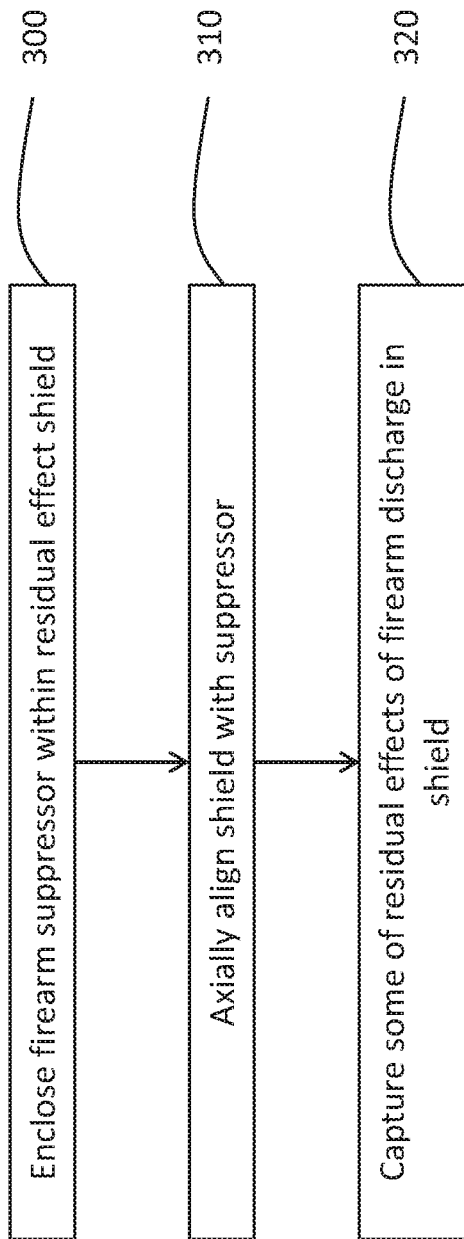 Enclose firearm suppressor within residual effect shield
300
Axially align shield with suppressor
310
Capture some of residual effects of firearm discharge in
shield
320